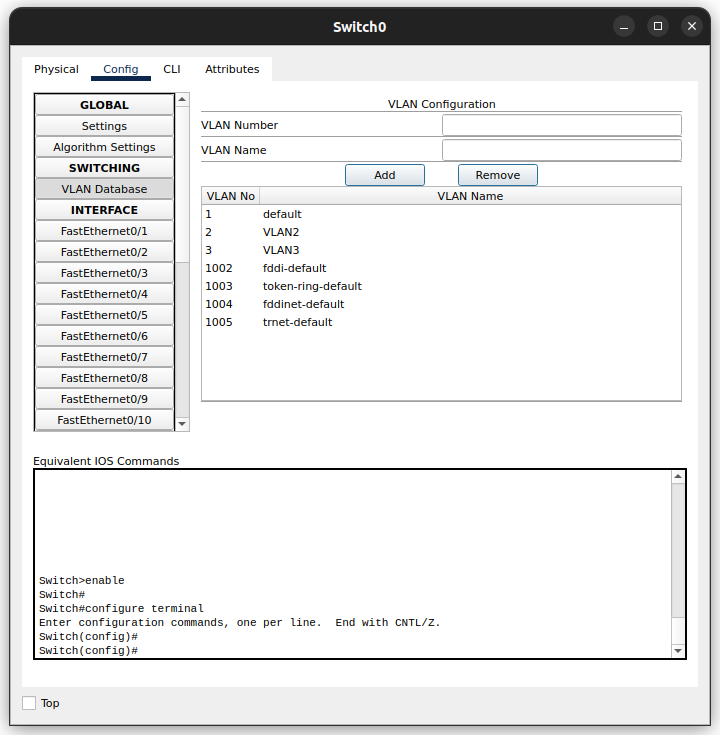 Switch0
Physical Config CLI Attributes
GLOBAL
Settings
Algorithm Settings
SWITCHING
VLAN Database
INTERFACE
FastEthernet0/1
FastEthernet0/2
FastEthernet0/3
FastEthernet0/4
FastEthernet0/5
FastEthernet0/6
FastEthernet0/7
FastEthernet0/8
FastEthernet0/9
FastEthernet0/10
VLAN Configuration
VLAN Number
VLAN Name
Add Remove
VLAN No VLAN Name
1 default
2 VLAN2
3 VLAN3
1002 fddi-default
1003 token-ring-default
1004 fddinet-default
1005 trnet-default
Equivalent IOS Commands
Switch>enable
Switch#
Switch#configure terminal
Enter configuration commands, one per line.  End with CNTL/Z.
Switch(config)#
Switch(config)#
Top